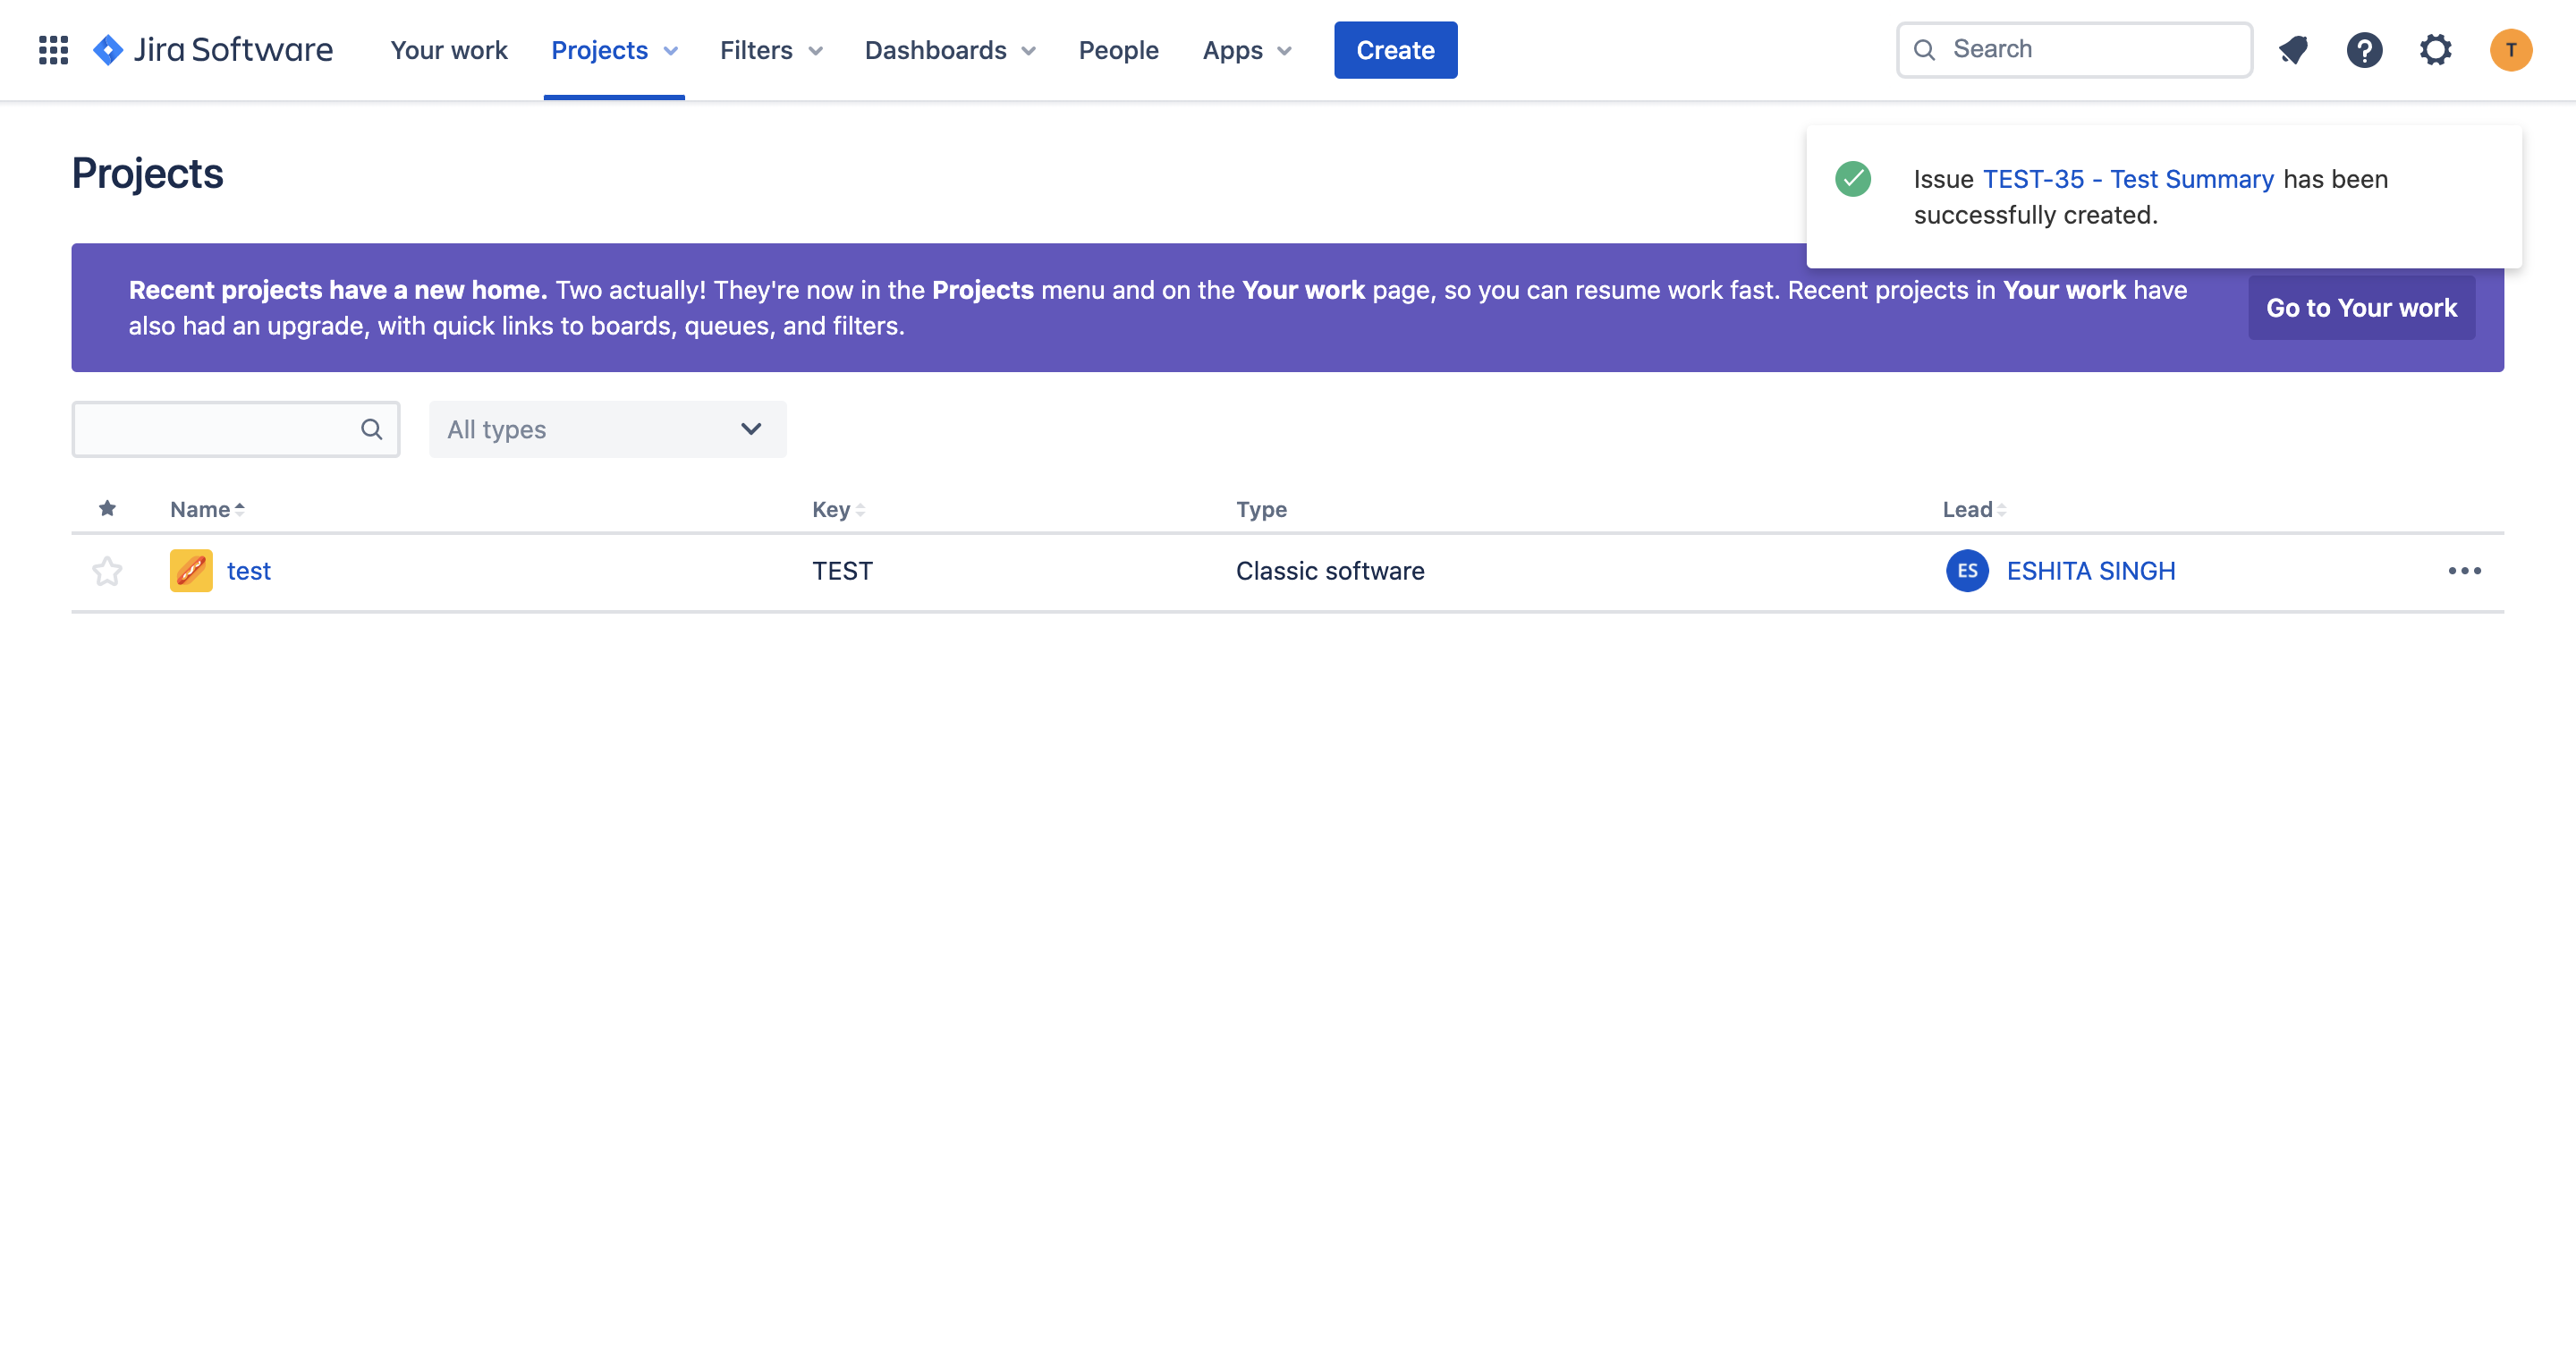 Jira Software Your work Projects Filters Dashboards People Apps Create Search T
Projects
Issue TEST-35 - Test Summary has been
successfully created.
Recent projects have a new home. Two actually! They're now in the Projects menu and on the Your work page, so you can resume work fast. Recent projects in Your work have
also had an upgrade, with quick links to boards, queues, and filters.
Go to Your work
All types
Name Key Type Lead
test TEST Classic software ES ESHITA SINGH